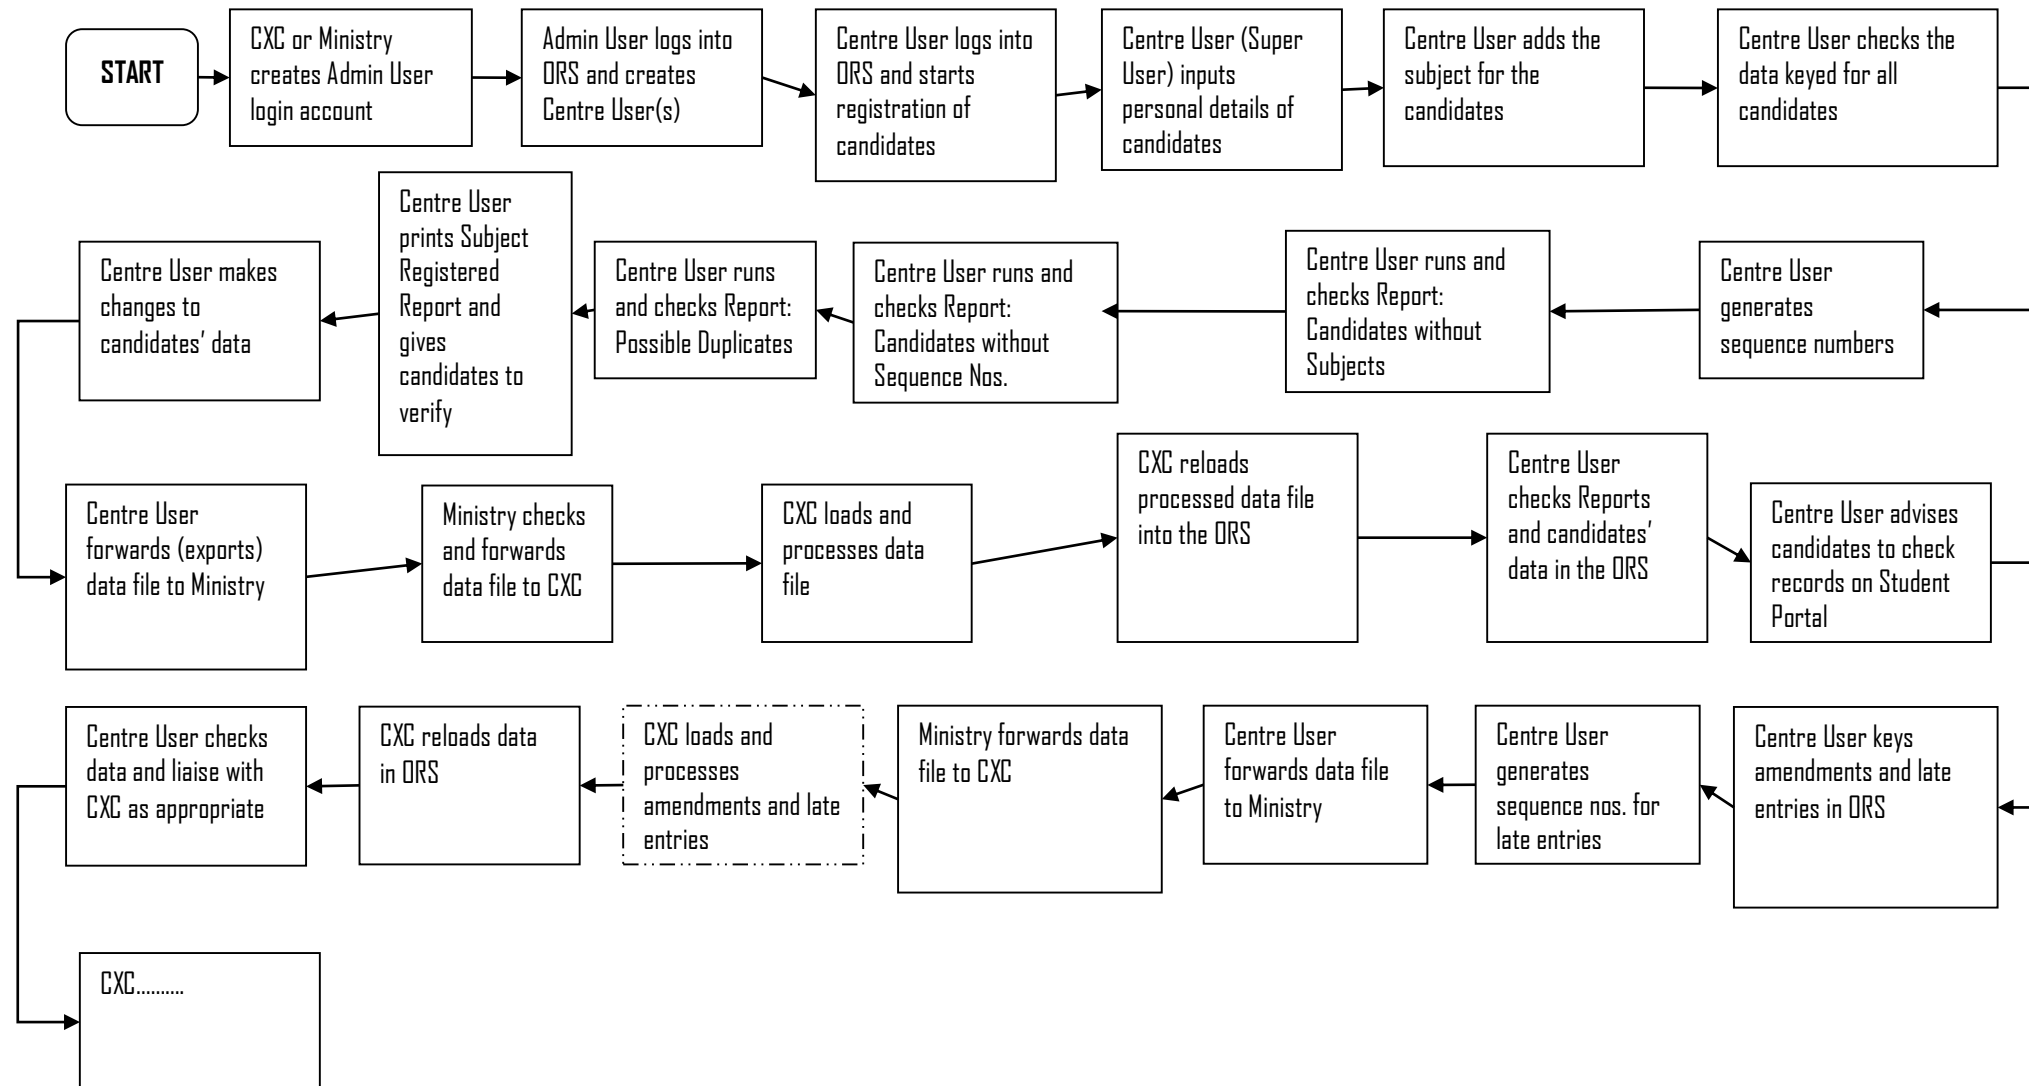 START
CXC or Ministry
creates Admin User
login account
Admin User logs into
ORS and creates
Centre User(s)
Centre User logs into
ORS and starts
registration of
candidates
Centre User (Super
User) inputs
personal details of
candidates
Centre User adds the
subject for the
candidates
Centre User checks the
data keyed for all
candidates
Centre User
generates
sequence numbers
Centre User runs and
checks Report:
Candidates without
Subjects
Centre User runs and
checks Report:
Candidates without
Sequence Nos.
Centre User runs
and checks Report:
Possible Duplicates
Centre User
prints Subject
Registered
Report and
gives
candidates to
verify
Centre User makes
changes to
candidates’ data
Centre User
forwards (exports)
data file to Ministry
Ministry checks
and forwards
data file to CXC
CXC loads and
processes data
file
CXC reloads
processed data file
into the ORS
Centre User
checks Reports
and candidates’
data in the ORS
Centre User advises
candidates to check
records on Student
Portal
Centre User keys
amendments and late
entries in ORS
Centre User
generates
sequence nos. for
late entries
Centre User
forwards data file
to Ministry
Ministry forwards data
file to CXC
CXC loads and
processes
amendments and late
entries
CXC reloads data
in ORS
Centre User checks
data and liaise with
CXC as appropriate
CXC..........